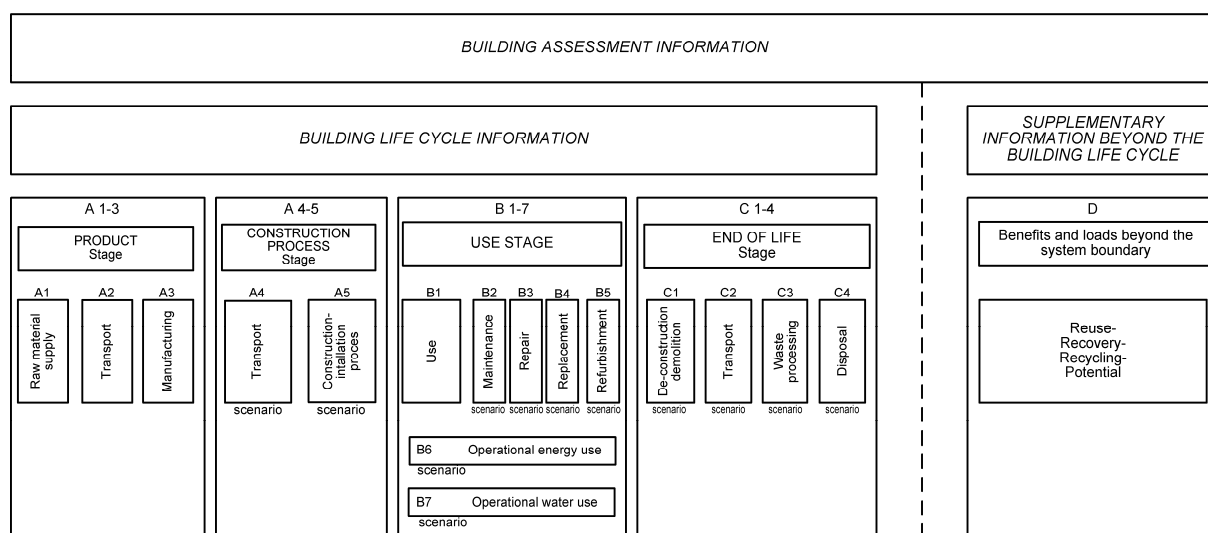 BUILDING ASSESSMENT INFORMATION
BUILDING LIFE CYCLE INFORMATION
SUPPLEMENTARY
INFORMATION BEYOND THE
BUILDING LIFE CYCLE
A 1-3
PRODUCT
Stage
A1
Raw material
supply
A2
Transport
A3
Manufacturing
A 4-5
CONSTRUCTION
PROCESS
Stage
A4
Transport
scenario
A5
Construction-
intallation
proces
scenario
B 1-7
USE STAGE
B1
Use
B2
Maintenance
scenario
B3
Repair
scenario
B4
Replacement
scenario
B5
Refurbishment
scenario
B6 Operational energy use
scenario
B7 Operational water use
scenario
C 1-4
END OF LIFE
Stage
C1
De-construction
demolition
scenario
C2
Transport
scenario
C3
Waste
processing
scenario
C4
Disposal
scenario
D
Benefits and loads beyond the
system boundary
Reuse-
Recovery-
Recycling-
Potential